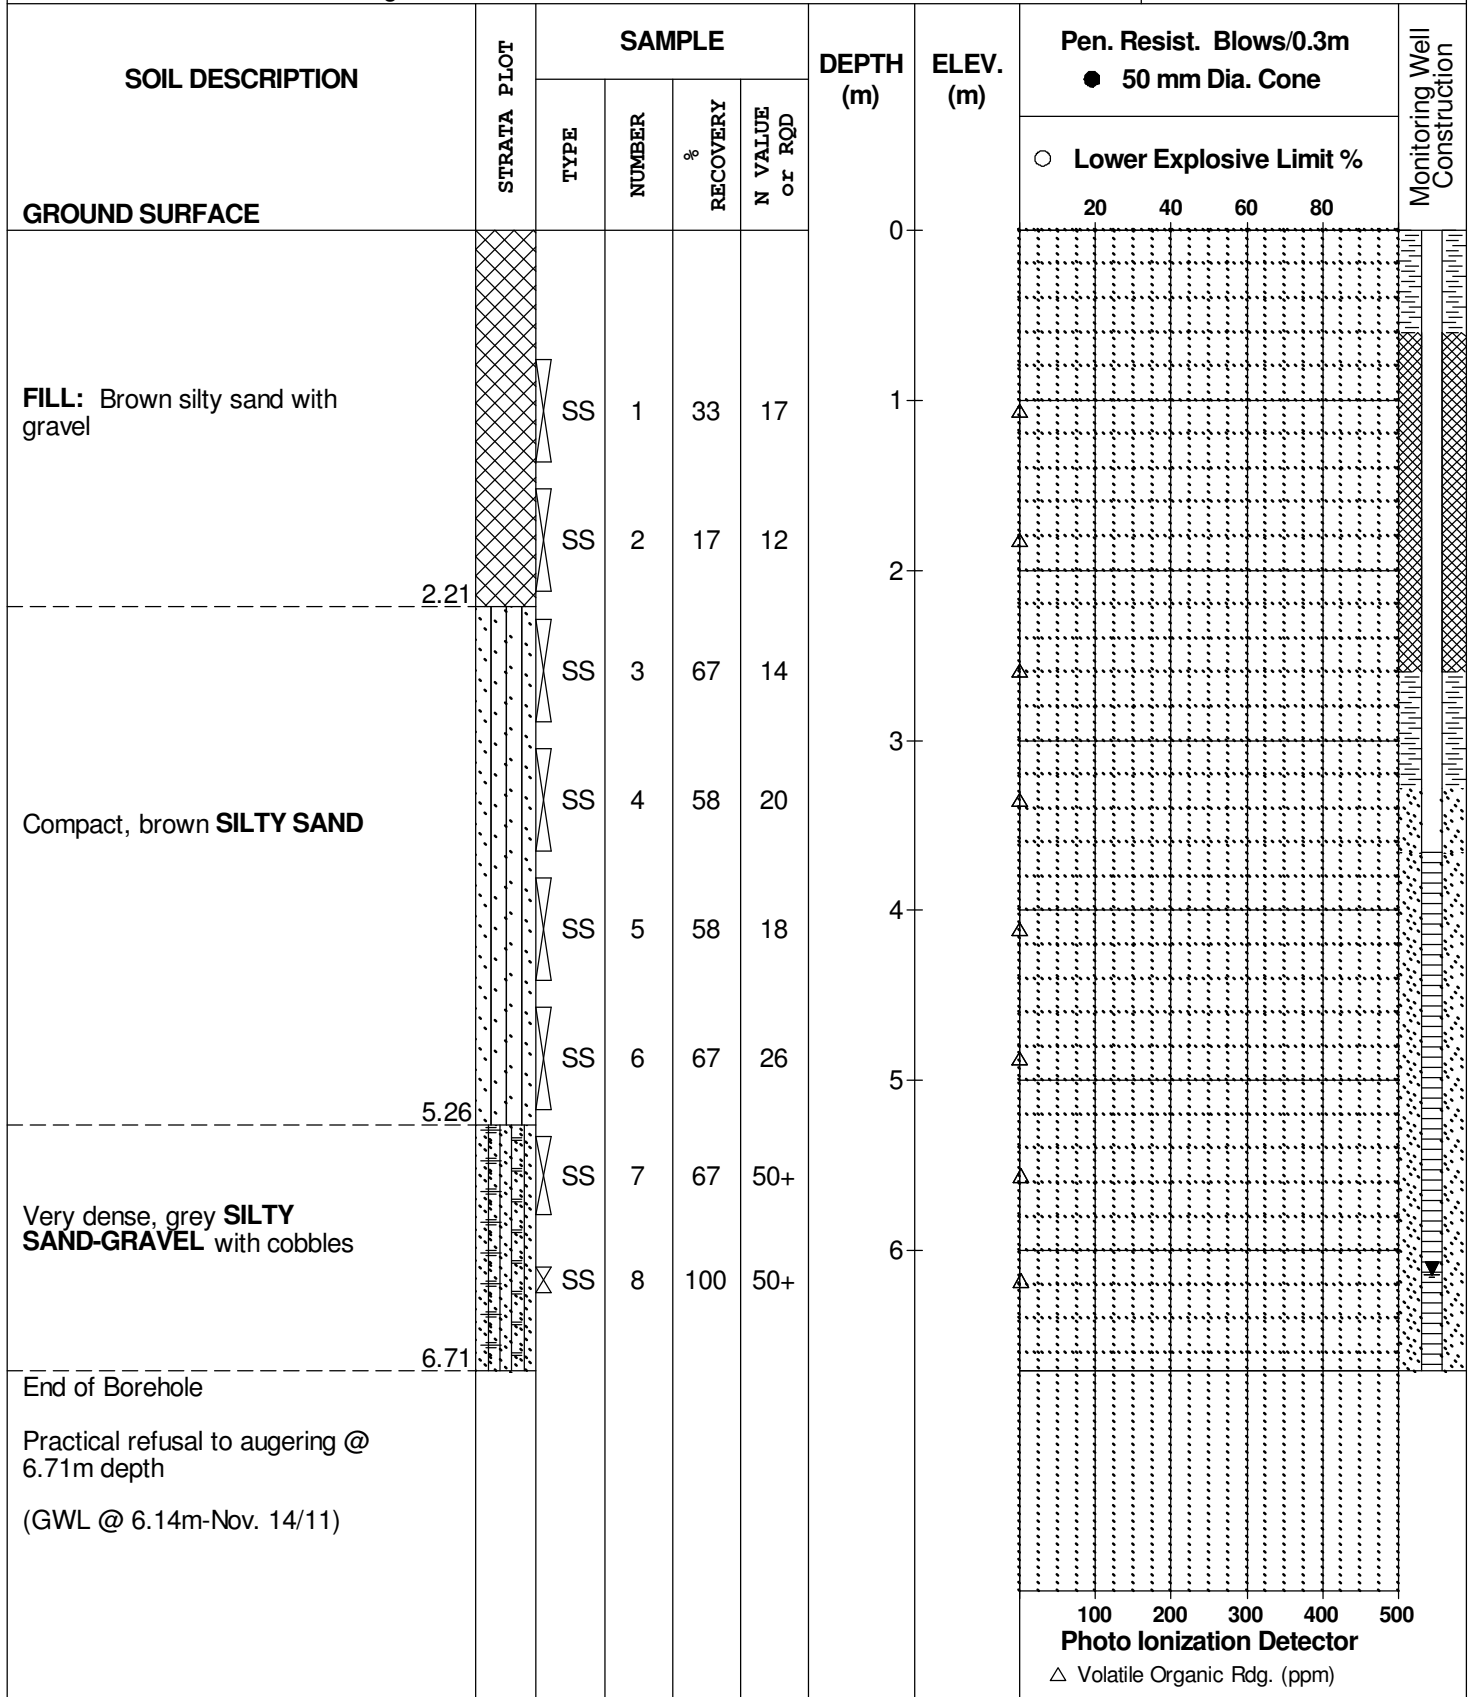 SOIL DESCRIPTION
GROUND SURFACE
STRATA PLOT
SAMPLE
TYPE
NUMBER
%
RECOVERY
N VALUE
or RQD
DEPTH
(m)
ELEV.
(m)
Pen. Resist. Blows/0.3m
● 50 mm Dia. Cone
○ Lower Explosive Limit %
20 40 60 80
Monitoring Well
Construction
0
FILL: Brown silty sand with
gravel
SS 1 33 17
1
SS 2 17 12
2
2.21
SS 3 67 14
3
Compact, brown SILTY SAND
SS 4 58 20
4
SS 5 58 18
SS 6 67 26
5
5.26
SS 7 67 50+
Very dense, grey SILTY
SAND-GRAVEL with cobbles
6
SS 8 100 50+
6.71
End of Borehole
Practical refusal to augering @
6.71m depth
(GWL @ 6.14m-Nov. 14/11)
100 200 300 400 500
Photo Ionization Detector
△ Volatile Organic Rdg. (ppm)